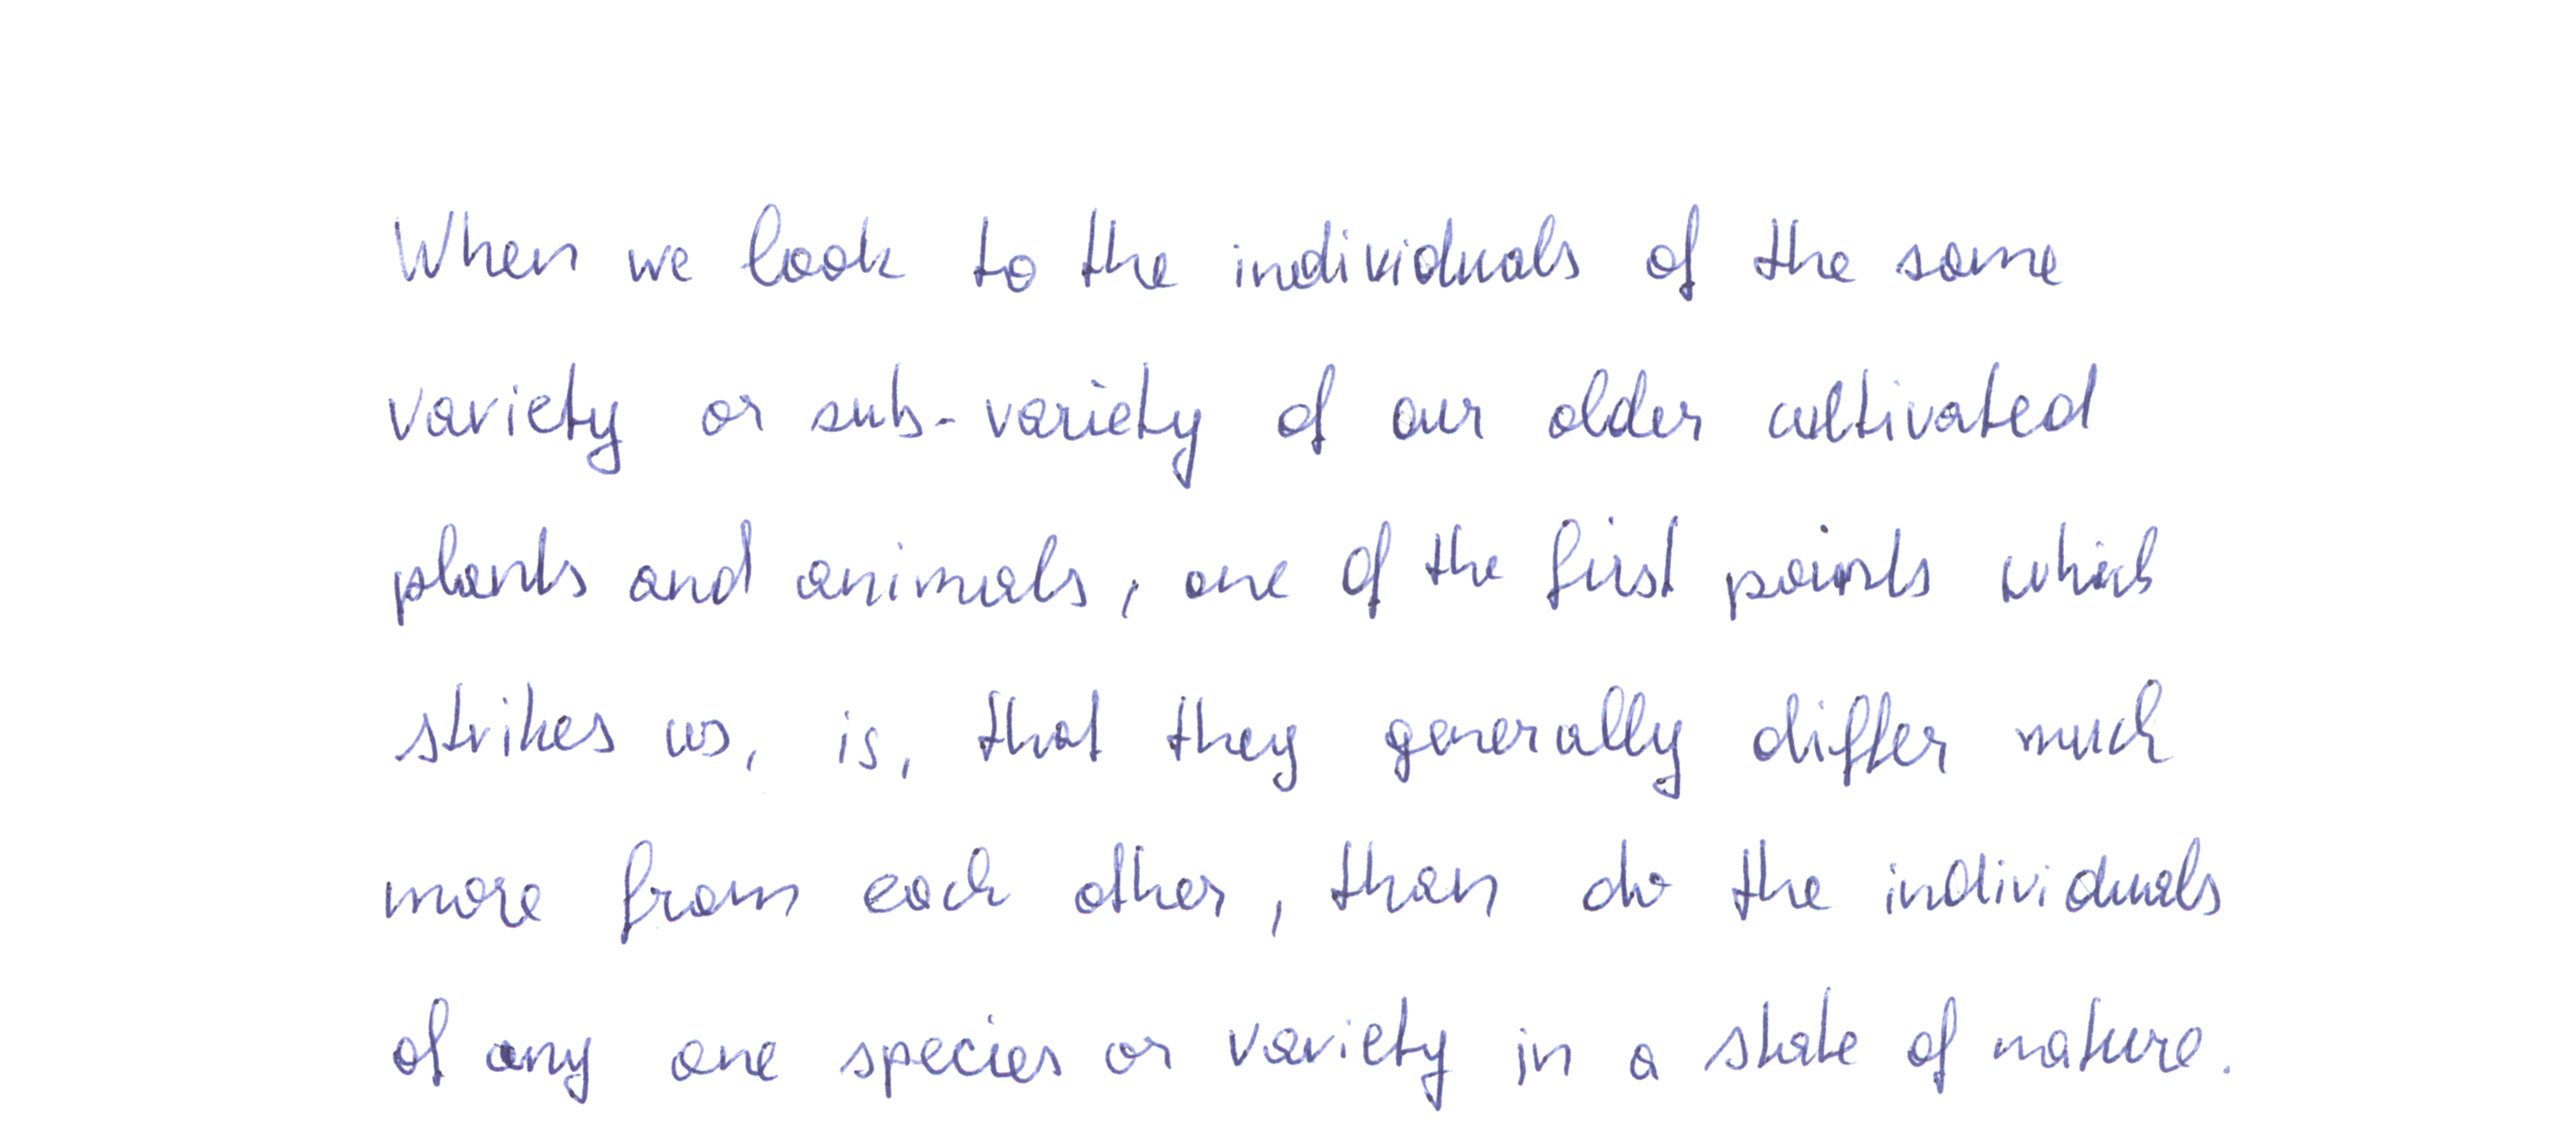 When we look to the individuals of the same
variety or sub-variety of our older cultivated
plants and animals, one of the first points which
strikes us, is, that they generally differ much
more from each other, than do the individuals
of any one species or variety in a state of nature.